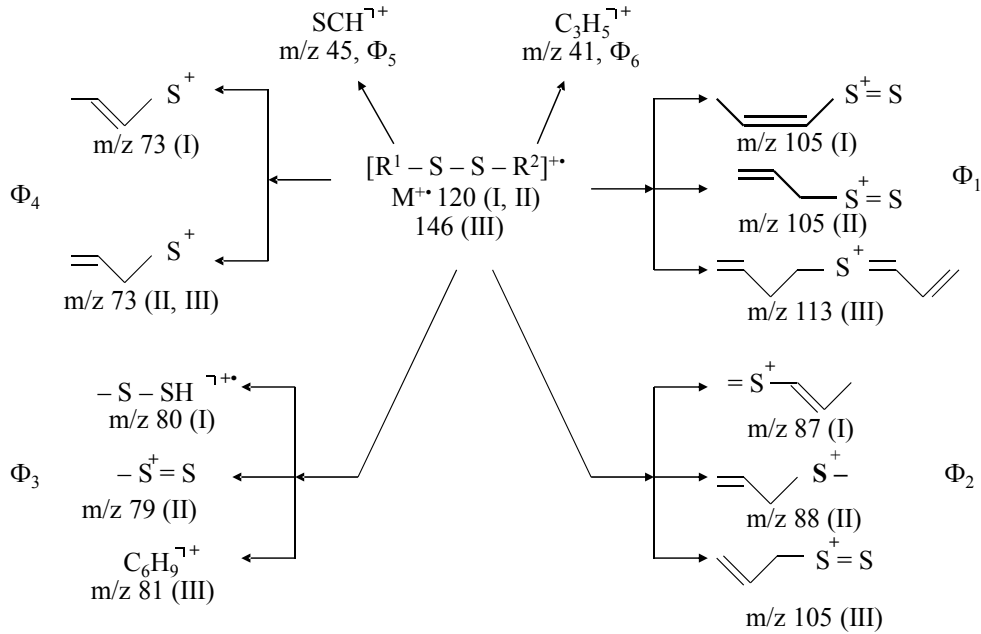 SCH⌝⁺
m/z 45, Φ₅
C₃H₅⌝⁺
m/z 41, Φ₆
S⁺
m/z 73 (I)
Φ₄
S⁺
m/z 73 (II, III)
[R¹ – S – S – R²]⁺•
M⁺• 120 (I, II)
146 (III)
S⁺= S
m/z 105 (I)
S⁺= S
m/z 105 (II)
Φ₁
S⁺
m/z 113 (III)
– S – SH ⌝⁺•
m/z 80 (I)
Φ₃
– S⁺= S
m/z 79 (II)
C₆H₉⌝⁺
m/z 81 (III)
= S⁺
m/z 87 (I)
S⁺–
m/z 88 (II)
Φ₂
S⁺= S
m/z 105 (III)